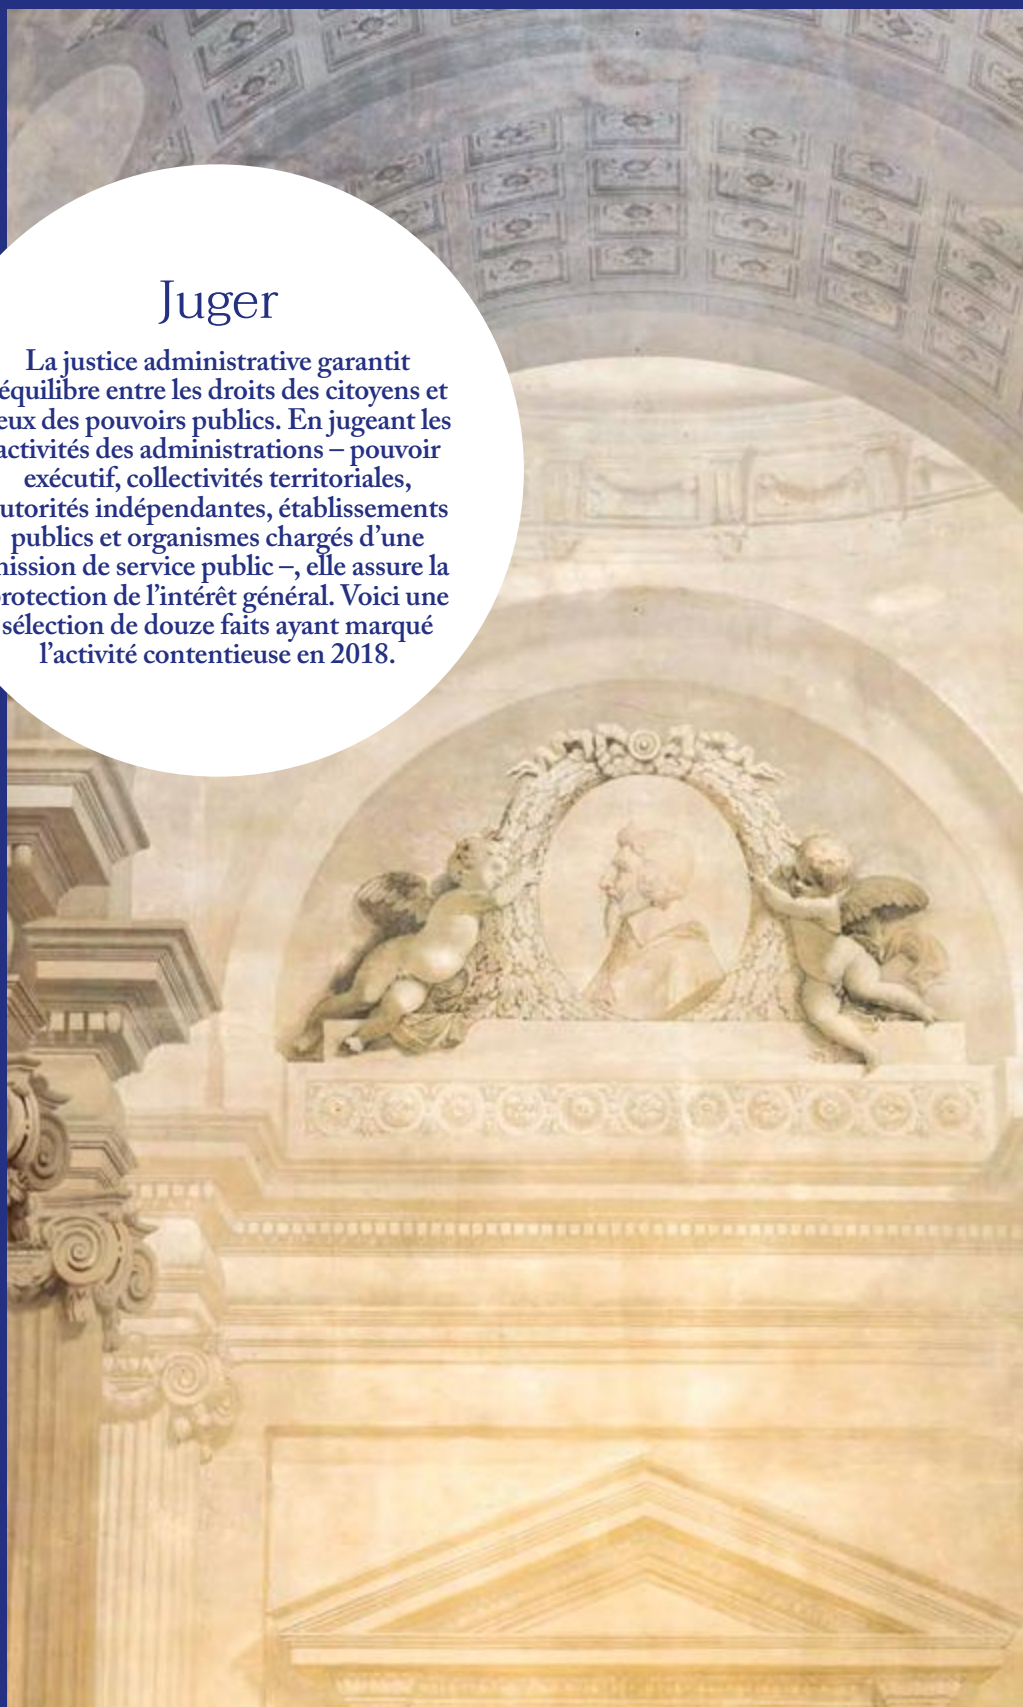 Juger
La justice administrative garantit
équilibre entre les droits des citoyens et
eux des pouvoirs publics. En jugeant les
activités des administrations – pouvoir
exécutif, collectivités territoriales,
utorités indépendantes, établissements
publics et organismes chargés d’une
ission de service public –, elle assure la
rotection de l’intérêt général. Voici une
sélection de douze faits ayant marqué
l’activité contentieuse en 2018.